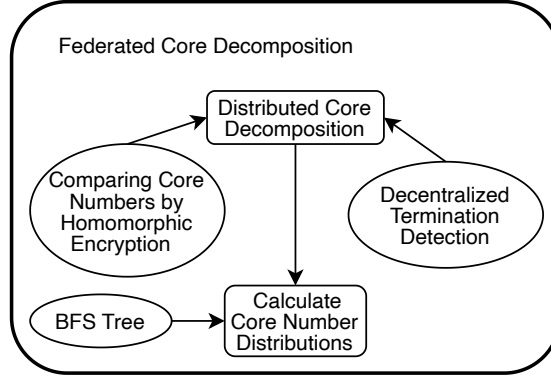 Federated Core Decomposition
Distributed Core
Decomposition
Comparing Core
Numbers by
Homomorphic
Encryption
Decentralized
Termination
Detection
Calculate
Core Number
Distributions
BFS Tree